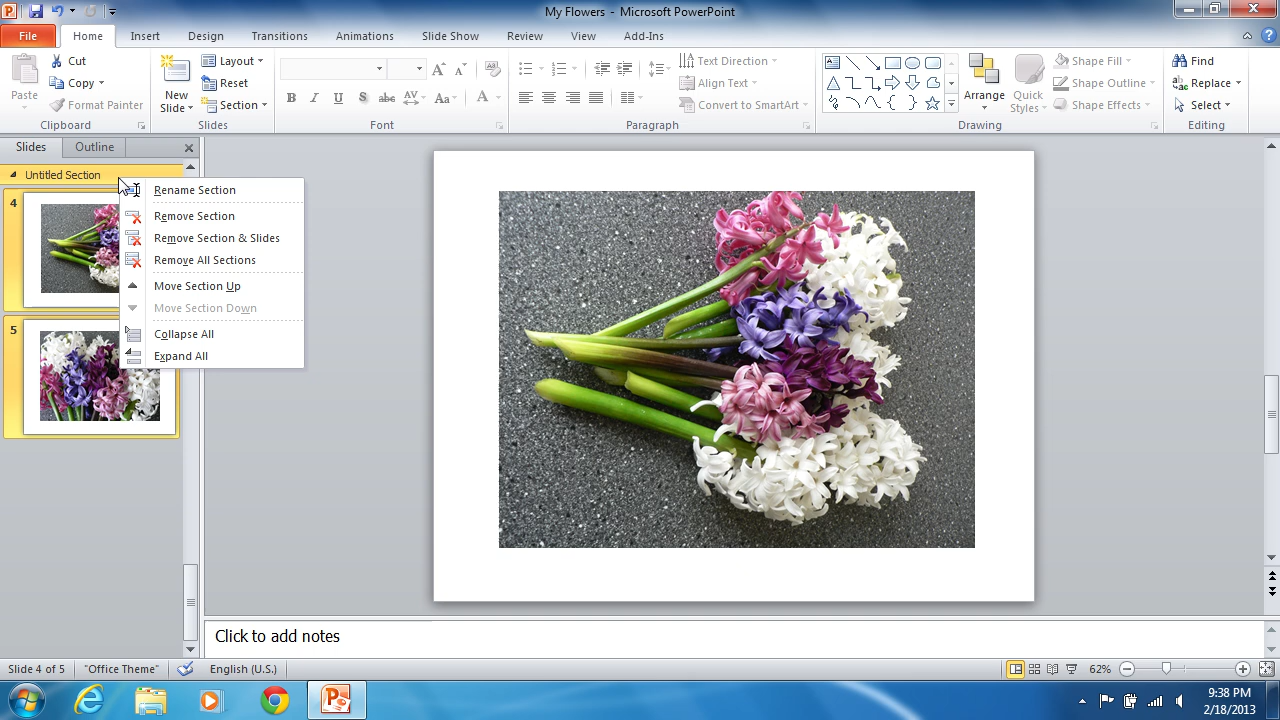 My Flowers - Microsoft PowerPoint
File Home Insert Design Transitions Animations Slide Show Review View Add-Ins
Paste
Cut
Copy
Format Painter
Clipboard
New Slide
Layout
Reset
Section
Slides
B I U S abc AV Aa A
Font
Text Direction
Align Text
Convert to SmartArt
Paragraph
Arrange
Quick Styles
Shape Fill
Shape Outline
Shape Effects
Drawing
Find
Replace
Select
Editing
Slides Outline
Untitled Section
4
5
Rename Section
Remove Section
Remove Section & Slides
Remove All Sections
Move Section Up
Move Section Down
Collapse All
Expand All
Click to add notes
Slide 4 of 5 "Office Theme" English (U.S.) 62%
9:38 PM
2/18/2013